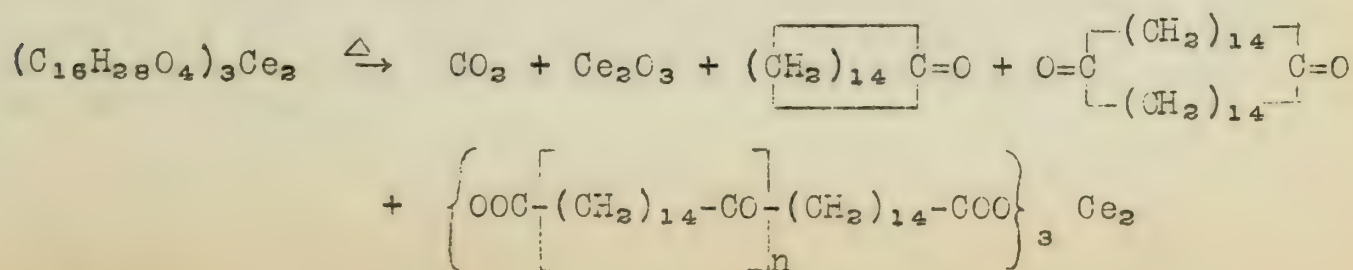 (C₁₆H₂₈O₄)₃Ce₂ △→ CO₂ + Ce₂O₃ + (CH₂)₁₄ C=O + O=C (CH₂)₁₄ (CH₂)₁₄ C=O
+ {OOC-[(CH₂)₁₄-CO-]ₙ(CH₂)₁₄-COO}₃ Ce₂